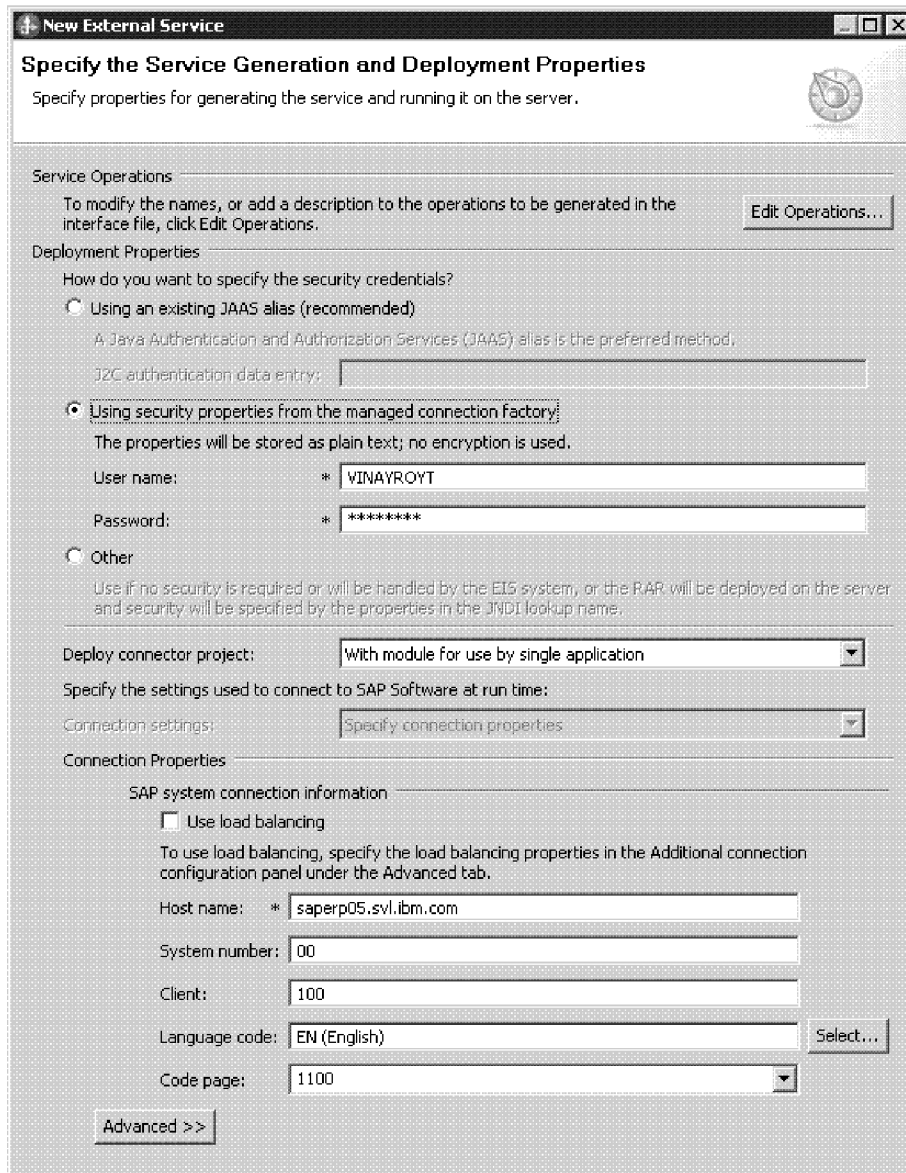 New External Service
Specify the Service Generation and Deployment Properties
Specify properties for generating the service and running it on the server.
Service Operations
To modify the names, or add a description to the operations to be generated in the
interface file, click Edit Operations.
Edit Operations...
Deployment Properties
How do you want to specify the security credentials?
Using an existing JAAS alias (recommended)
A Java Authentication and Authorization Services (JAAS) alias is the preferred method.
J2C authentication data entry:
Using security properties from the managed connection factory
The properties will be stored as plain text; no encryption is used.
User name: * VINAYROYT
Password: * ********
Other
Use if no security is required or will be handled by the EIS system, or the RAR will be deployed on the server
and security will be specified by the properties in the JNDI lookup name.
Deploy connector project: With module for use by single application
Specify the settings used to connect to SAP Software at run time:
Connection settings: Specify connection properties
Connection Properties
SAP system connection information
Use load balancing
To use load balancing, specify the load balancing properties in the Additional connection
configuration panel under the Advanced tab.
Host name: * saperp05.svl.ibm.com
System number: 00
Client: 100
Language code: EN (English) Select...
Code page: 1100
Advanced >>